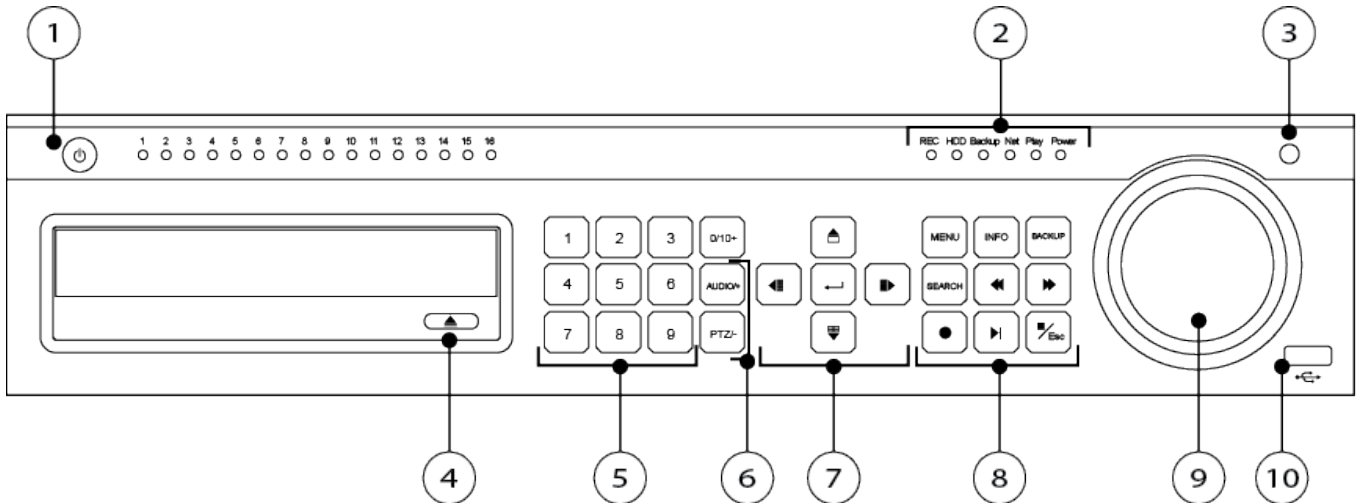 1 2 3
1 2 3 4 5 6 7 8 9 10 11 12 13 14 15 16
REC HDD Backup Net Play Power
1 2 3 0/10+
MENU INFO BACKUP
4 5 6 AUDIO/+
SEARCH
7 8 9 PTZ/-
Esc
4 5 6 7 8 9 10